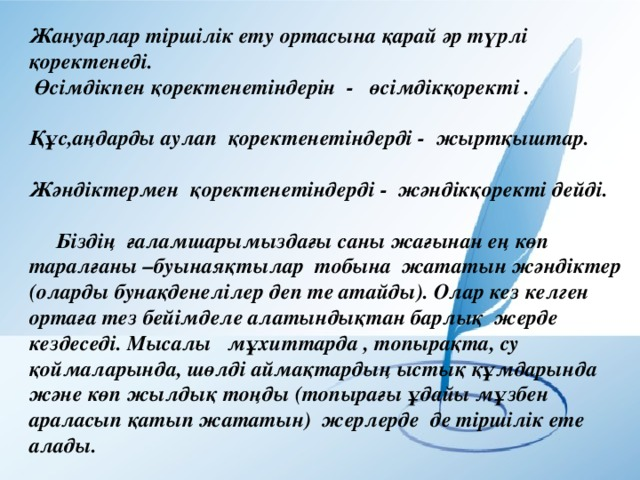 Жануарлар тіршілік ету ортасына қарай әр түрлі
қоректенеді.
Өсімдікпен қоректенетіндерін - өсімдікқоректі .
Құс,аңдарды аулап қоректенетіндерді - жыртқыштар.
Жәндіктермен қоректенетіндерді - жәндікқоректі дейді.
Біздің ғаламшарымыздағы саны жағынан ең көп
таралғаны –буынаяқтылар тобына жататын жәндіктер
(оларды бунақденелілер деп те атайды). Олар кез келген
ортаға тез бейімделе алатындықтан барлық жерде
кездеседі. Мысалы мұхиттарда , топырақта, су
қоймаларында, шөлді аймақтардың ыстық құмдарында
және көп жылдық тоңды (топырағы ұдайы мұзбен
араласып қатып жататын) жерлерде де тіршілік ете
алады.